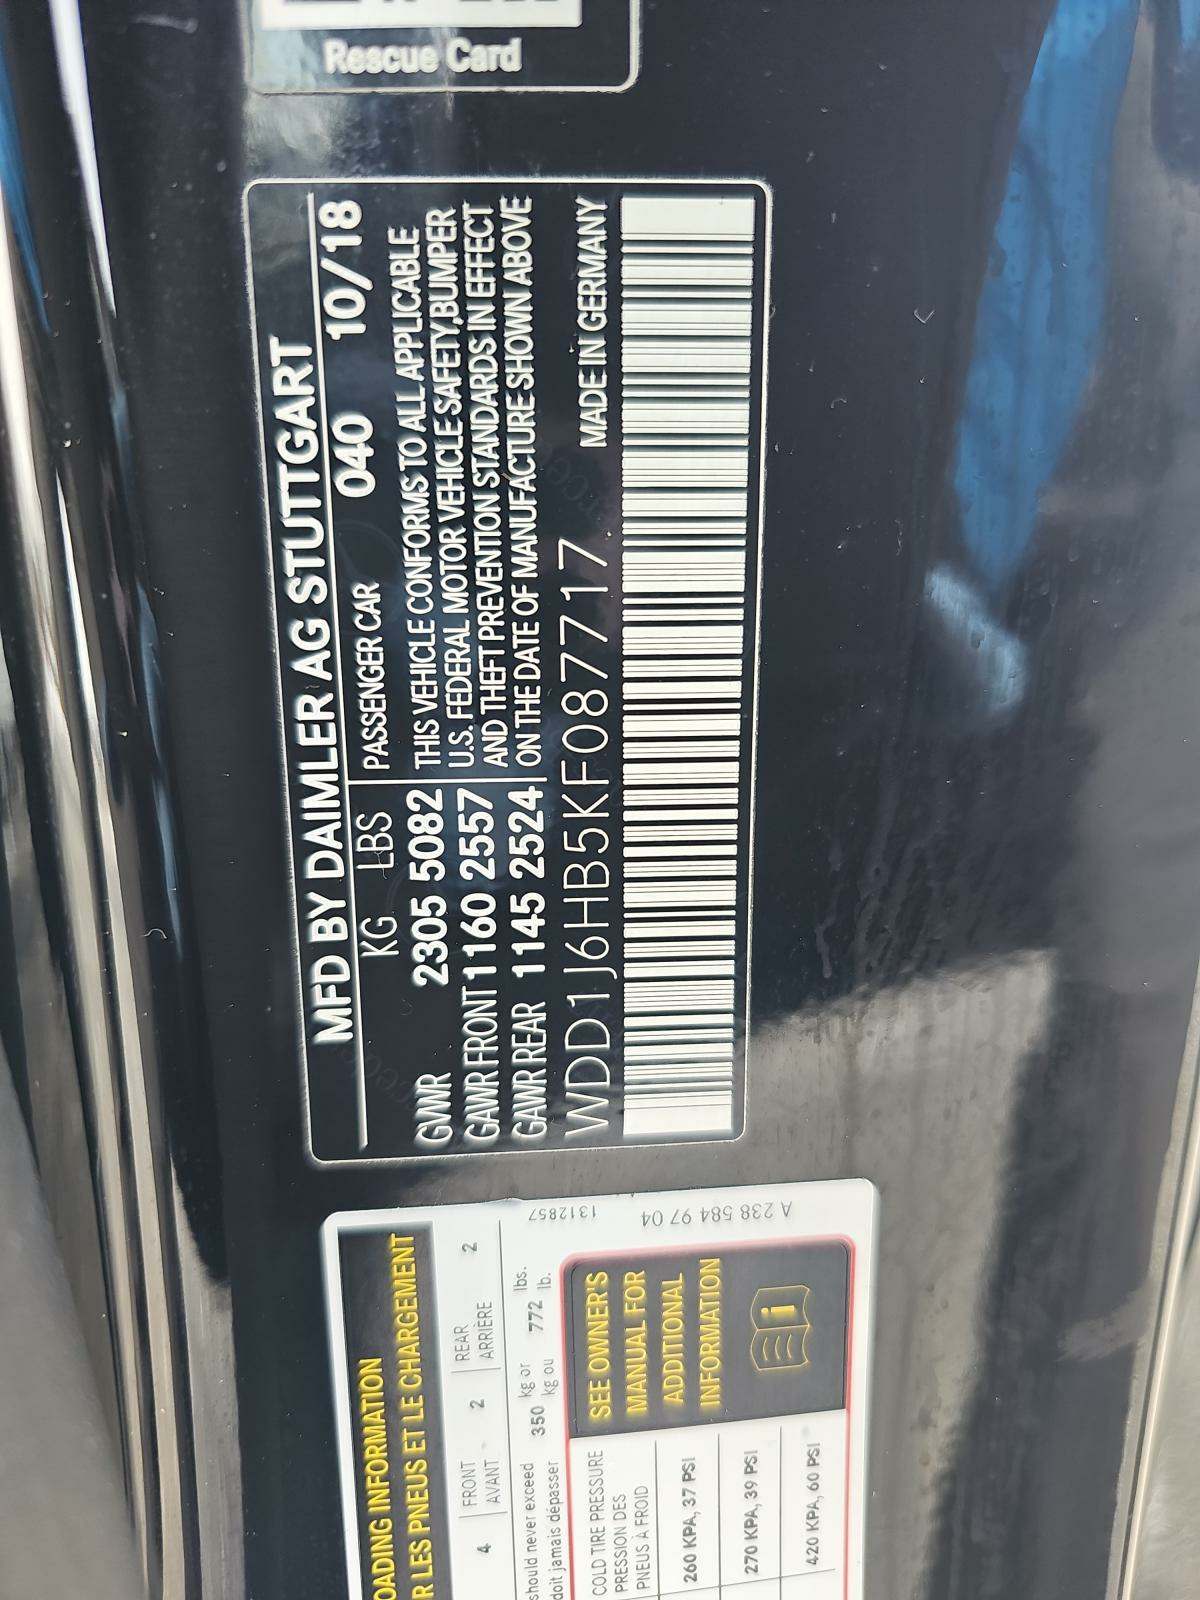 Rescue Card
MFD BY DAIMLER AG STUTTGART
KG LBS PASSENGER CAR 040 10/18
GVWR 2305 5082 THIS VEHICLE CONFORMS TO ALL APPLICABLE
GAWR FRONT 1160 2557 U.S. FEDERAL MOTOR VEHICLE SAFETY,BUMPER
GAWR REAR 1145 2524 AND THEFT PREVENTION STANDARDS IN EFFECT
ON THE DATE OF MANUFACTURE SHOWN ABOVE
WDD1J6HB5KF087717 MADE IN GERMANY
OADING INFORMATION
R LES PNEUS ET LE CHARGEMENT
4 FRONT 2 REAR 2
AVANT ARRIÈRE
should never exceed 350 kg or 772 lbs.
doit jamais dépasser kg ou lb.
COLD TIRE PRESSURE
PRESSION DES
PNEUS À FROID
260 KPA, 37 PSI
270 KPA, 39 PSI
420 KPA, 60 PSI
SEE OWNER'S
MANUAL FOR
ADDITIONAL
INFORMATION
1312857
A 238 584 97 04